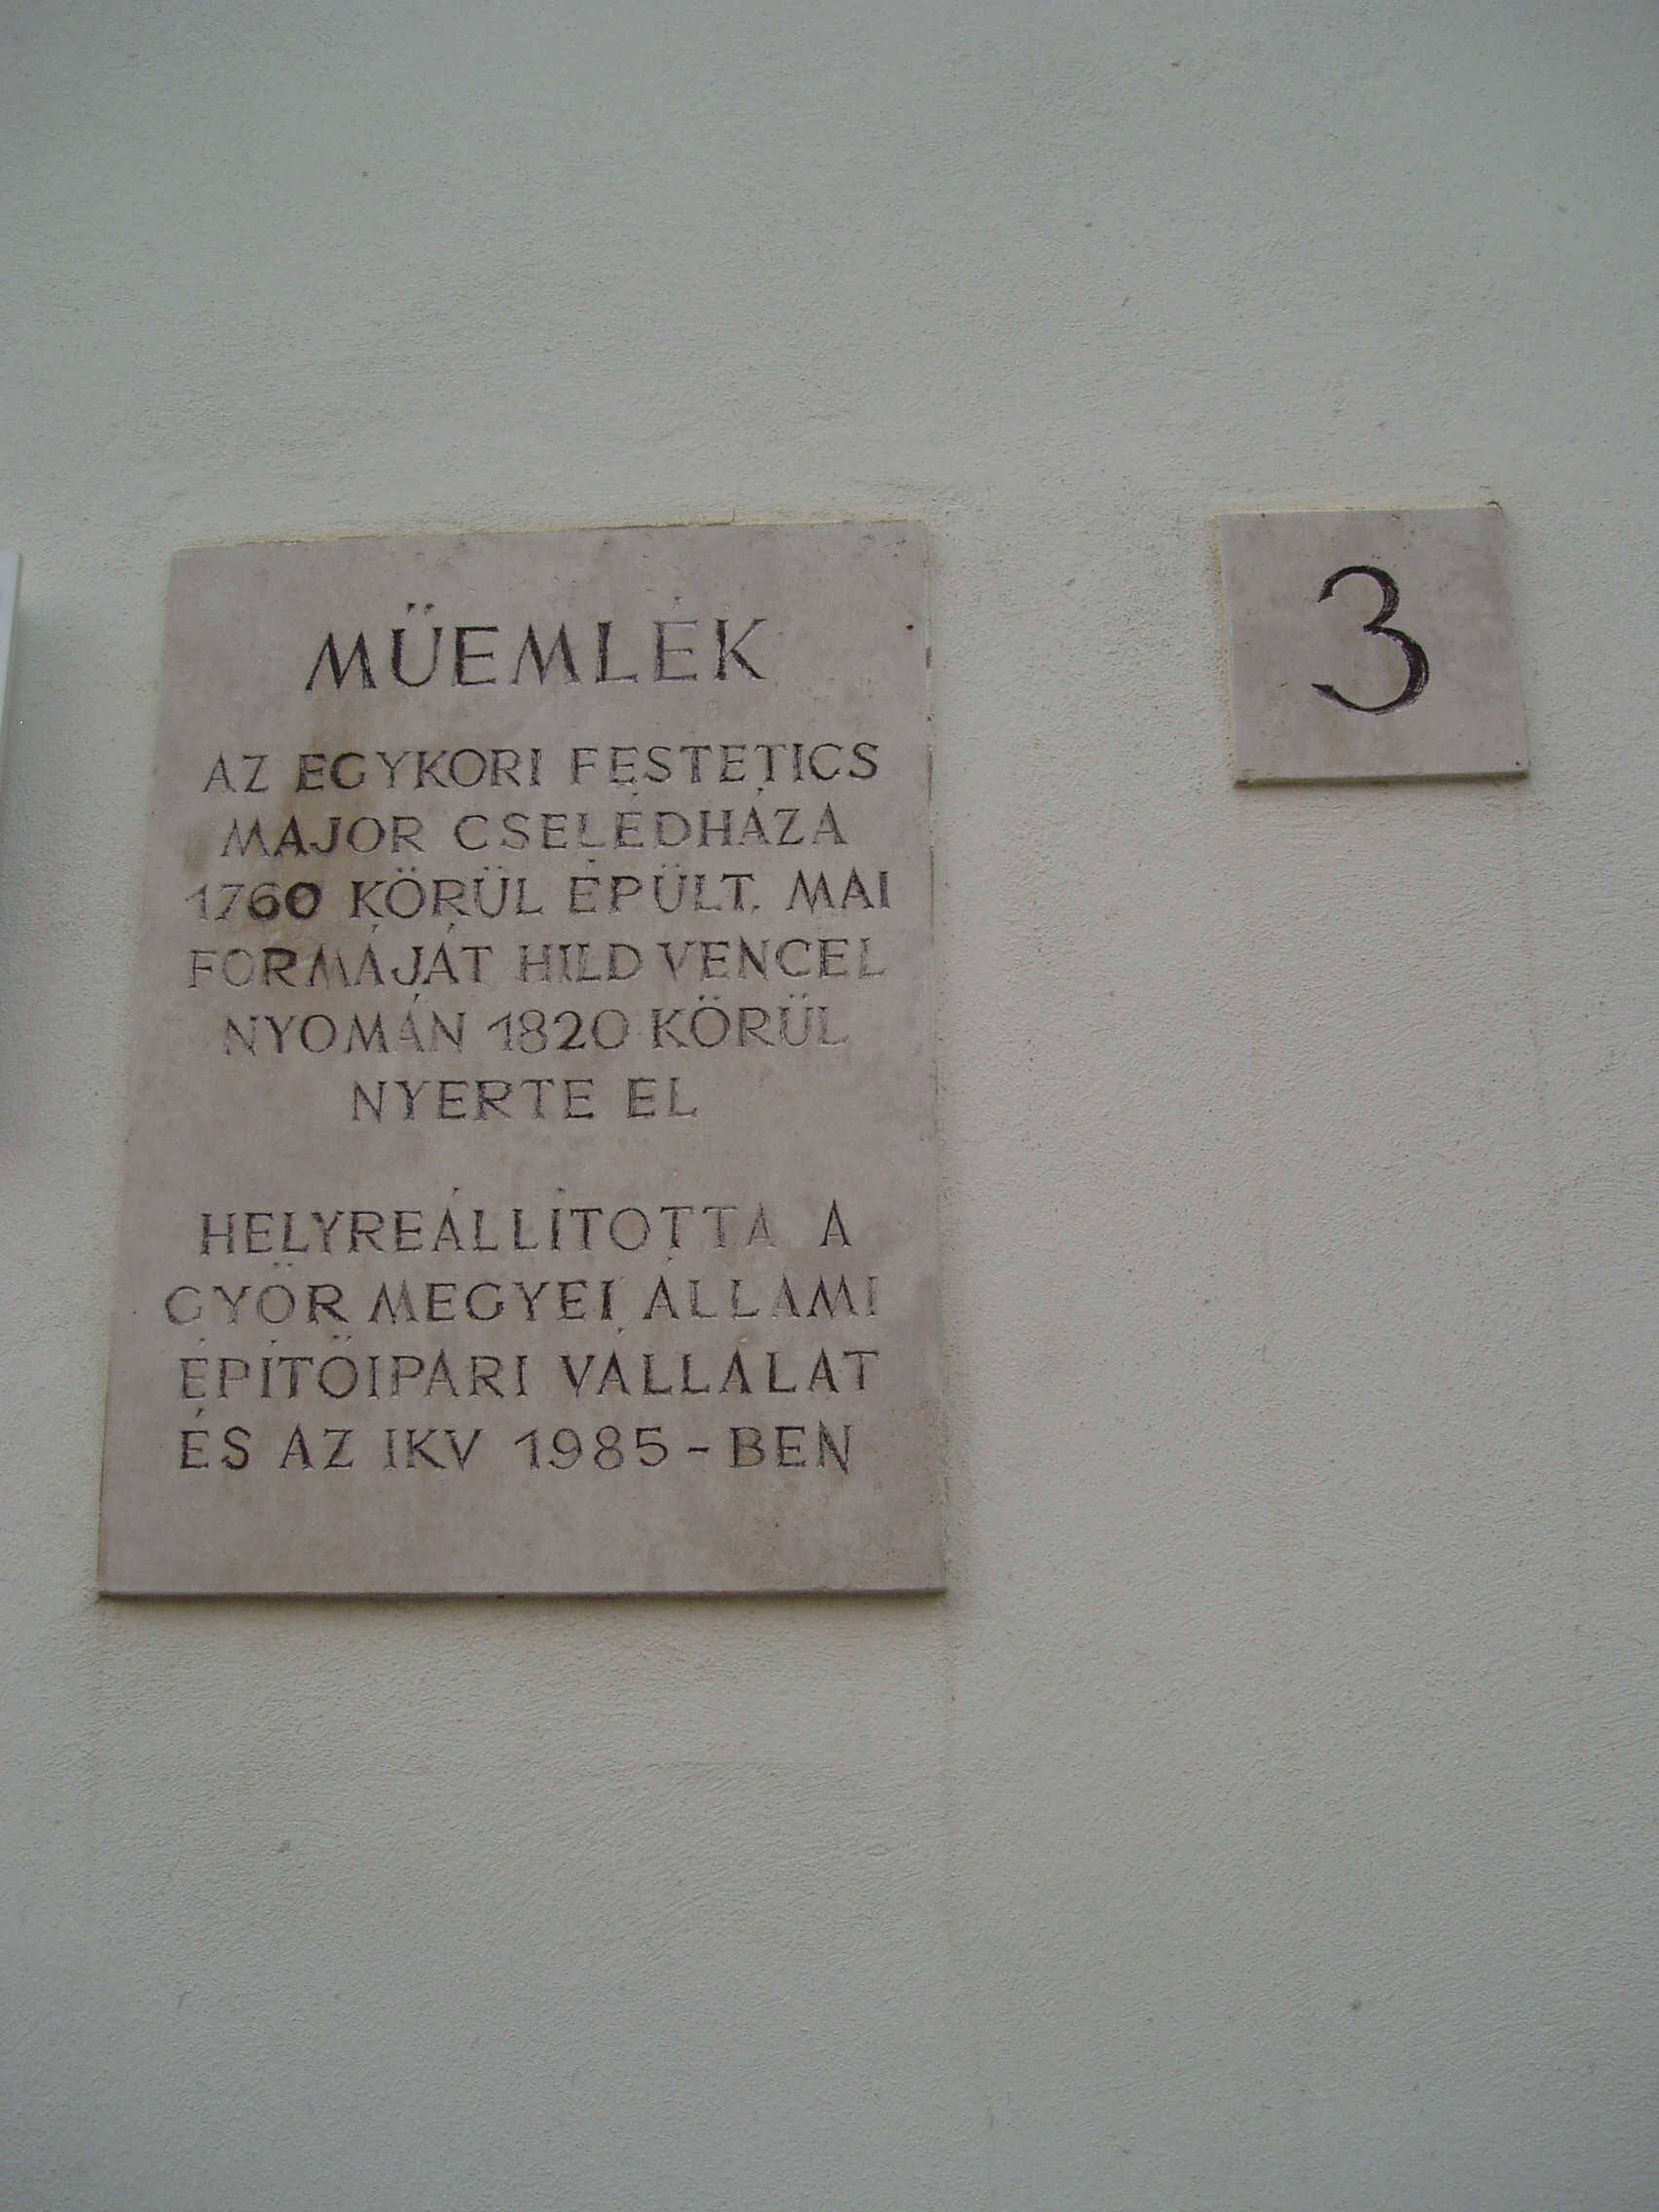 MŰEMLÉK
AZ EGYKORI FESTETICS
MAJOR CSELÉDHÁZA
1760 KÖRÜL ÉPÜLT. MAI
FORMÁJÁT HILD VENCEL
NYOMÁN 1820 KÖRÜL
NYERTE EL
HELYREÁLLÍTOTTA A
GYŐR MEGYEI ÁLLAMI
ÉPÍTŐIPARI VÁLLALAT
ÉS AZ IKV 1985-BEN
3